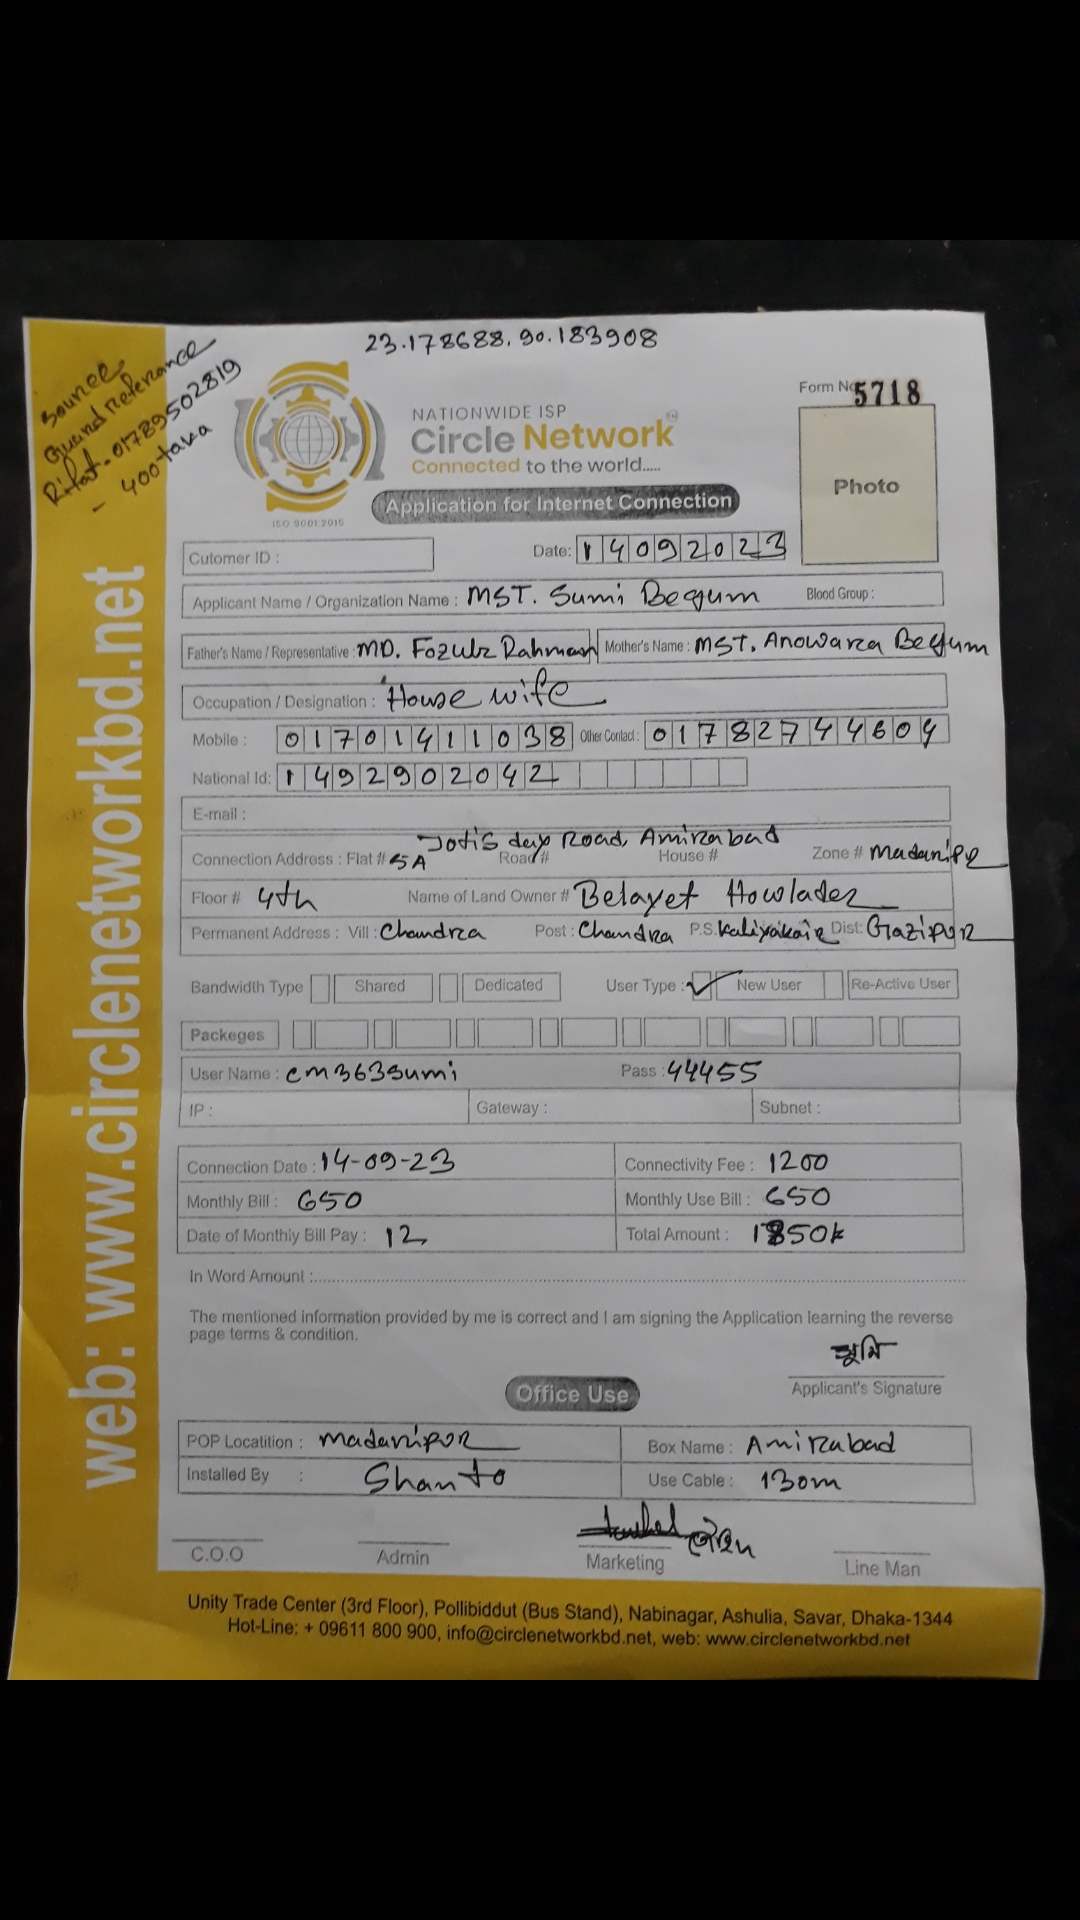 23.178688.90.183908
Source
Guard Referance
Rifat-01789502819
- 400 taka
NATIONWIDE ISP
Circle Network
Connected to the world.....
ISO 9001:2015
Form No 5718
Photo
Application for Internet Connection
Cutomer ID : Date: 14092023
Applicant Name / Organization Name : MST. Sumi Begum Blood Group :
Father's Name / Representative : MD. Fozulr Rahman Mother's Name : MST. Anowara Begum
Occupation / Designation : House wife
Mobile : 01701411038 Other Contact : 01782744604
National Id: 1492902042
E-mail :
Jotis day Road, Amirabad
Connection Address : Flat # 5A Road # House # Zone # Madanipr
Floor # 4th Name of Land Owner # Belayet Howlader
Permanent Address : Vill : Chandra Post : Chandra P.S. Kaliyakair Dist: Gazipur
Bandwidth Type Shared Dedicated User Type : New User Re-Active User
Packeges
User Name : cm363sumi Pass : 44455
IP : Gateway : Subnet :
Connection Date : 14-09-23 Connectivity Fee : 1200
Monthly Bill : 650 Monthly Use Bill : 650
Date of Monthly Bill Pay : 12 Total Amount : 1850k
In Word Amount :
The mentioned information provided by me is correct and I am signing the Application learning the reverse
page terms & condition.
সুমি
Applicant's Signature
Office Use
POP Locatition : Madanipur Box Name : Amirabad
Installed By : Shanto Use Cable : 130m
C.O.O Admin Marketing Line Man
Unity Trade Center (3rd Floor), Pollibiddut (Bus Stand), Nabinagar, Ashulia, Savar, Dhaka-1344
Hot-Line: + 09611 800 900, info@circlenetworkbd.net, web: www.circlenetworkbd.net
web: www.circlenetworkbd.net